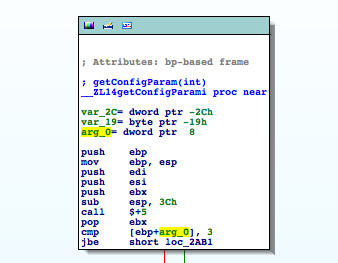 ; Attributes: bp-based frame
; getConfigParam(int)
__ZL14getConfigParami proc near
var_2C= dword ptr -2Ch
var_19= byte ptr -19h
arg_0= dword ptr  8
push    ebp
mov     ebp, esp
push    edi
push    esi
push    ebx
sub     esp, 3Ch
call    $+5
pop     ebx
cmp     [ebp+arg_0], 3
jbe     short loc_2AB1